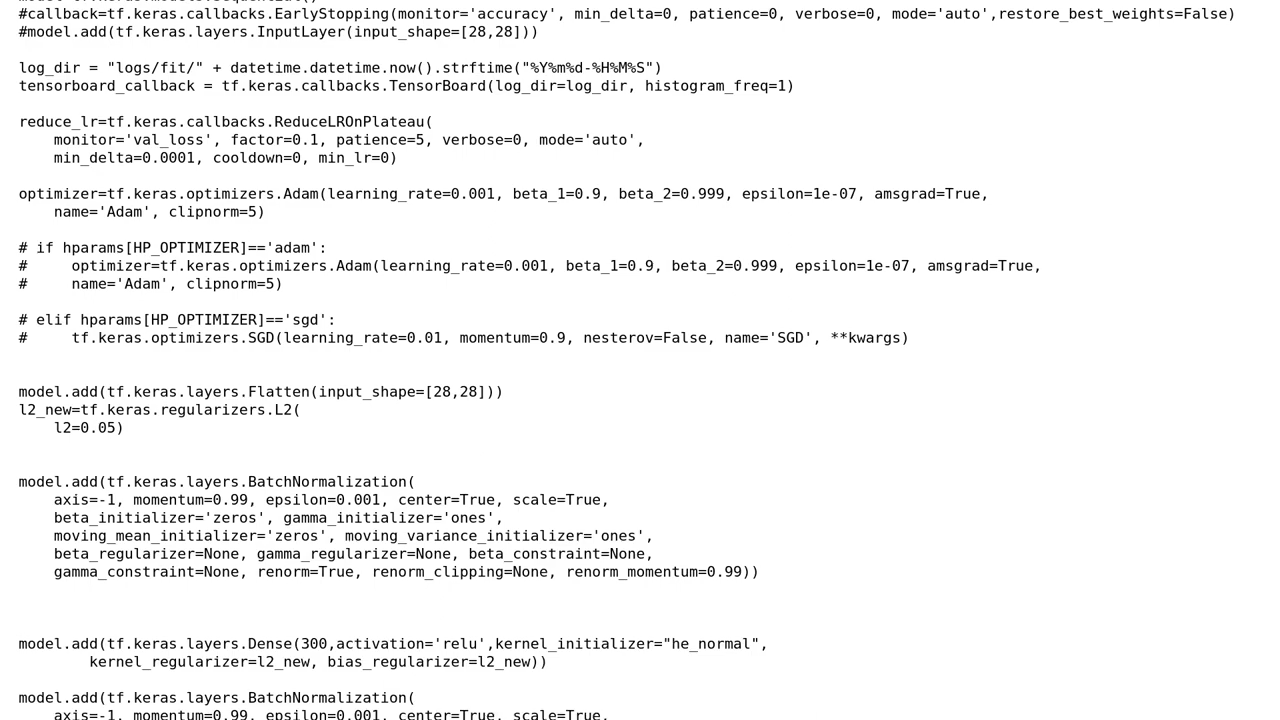 #callback=tf.keras.callbacks.EarlyStopping(monitor='accuracy', min_delta=0, patience=0, verbose=0, mode='auto',restore_best_weights=False)
#model.add(tf.keras.layers.InputLayer(input_shape=[28,28]))
log_dir = "logs/fit/" + datetime.datetime.now().strftime("%Y%m%d-%H%M%S")
tensorboard_callback = tf.keras.callbacks.TensorBoard(log_dir=log_dir, histogram_freq=1)
reduce_lr=tf.keras.callbacks.ReduceLROnPlateau(
    monitor='val_loss', factor=0.1, patience=5, verbose=0, mode='auto',
    min_delta=0.0001, cooldown=0, min_lr=0)
optimizer=tf.keras.optimizers.Adam(learning_rate=0.001, beta_1=0.9, beta_2=0.999, epsilon=1e-07, amsgrad=True,
    name='Adam', clipnorm=5)
# if hparams[HP_OPTIMIZER]=='adam':
#     optimizer=tf.keras.optimizers.Adam(learning_rate=0.001, beta_1=0.9, beta_2=0.999, epsilon=1e-07, amsgrad=True,
#     name='Adam', clipnorm=5)
# elif hparams[HP_OPTIMIZER]=='sgd':
#     tf.keras.optimizers.SGD(learning_rate=0.01, momentum=0.9, nesterov=False, name='SGD', **kwargs)
model.add(tf.keras.layers.Flatten(input_shape=[28,28]))
l2_new=tf.keras.regularizers.L2(
    l2=0.05)
model.add(tf.keras.layers.BatchNormalization(
    axis=-1, momentum=0.99, epsilon=0.001, center=True, scale=True,
    beta_initializer='zeros', gamma_initializer='ones',
    moving_mean_initializer='zeros', moving_variance_initializer='ones',
    beta_regularizer=None, gamma_regularizer=None, beta_constraint=None,
    gamma_constraint=None, renorm=True, renorm_clipping=None, renorm_momentum=0.99))
model.add(tf.keras.layers.Dense(300,activation='relu',kernel_initializer="he_normal",
        kernel_regularizer=l2_new, bias_regularizer=l2_new))
model.add(tf.keras.layers.BatchNormalization(
    axis=-1, momentum=0.99, epsilon=0.001, center=True, scale=True,